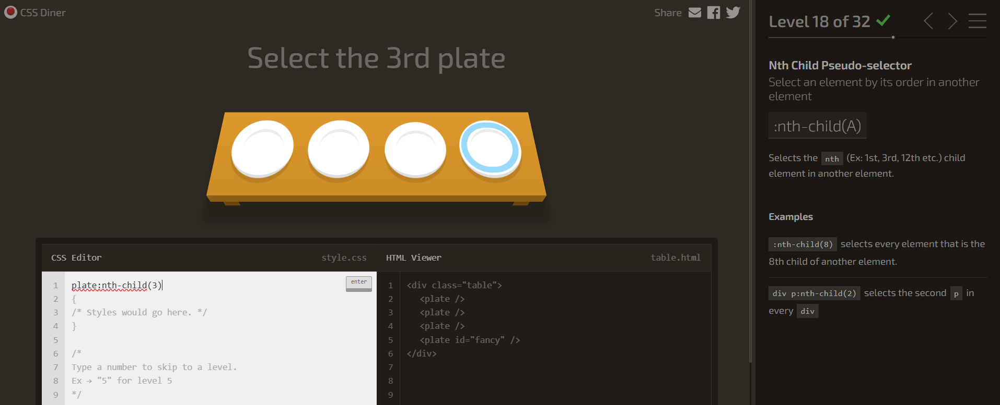 CSS Diner
Share
Select the 3rd plate
CSS Editor
style.css
HTML Viewer
table.html
1 plate:nth-child(3)
enter
2 {
3 /* Styles would go here. */
4 }
5
6 /*
7 Type a number to skip to a level.
8 Ex → "5" for level 5
9 */
1 <div class="table">
2 <plate />
3 <plate />
4 <plate />
5 <plate id="fancy" />
6 </div>
7
8
9
Level 18 of 32
Nth Child Pseudo-selector
Select an element by its order in another
element
:nth-child(A)
Selects the nth (Ex: 1st, 3rd, 12th etc.) child
element in another element.
Examples
:nth-child(8) selects every element that is the
8th child of another element.
div p:nth-child(2) selects the second p in
every div